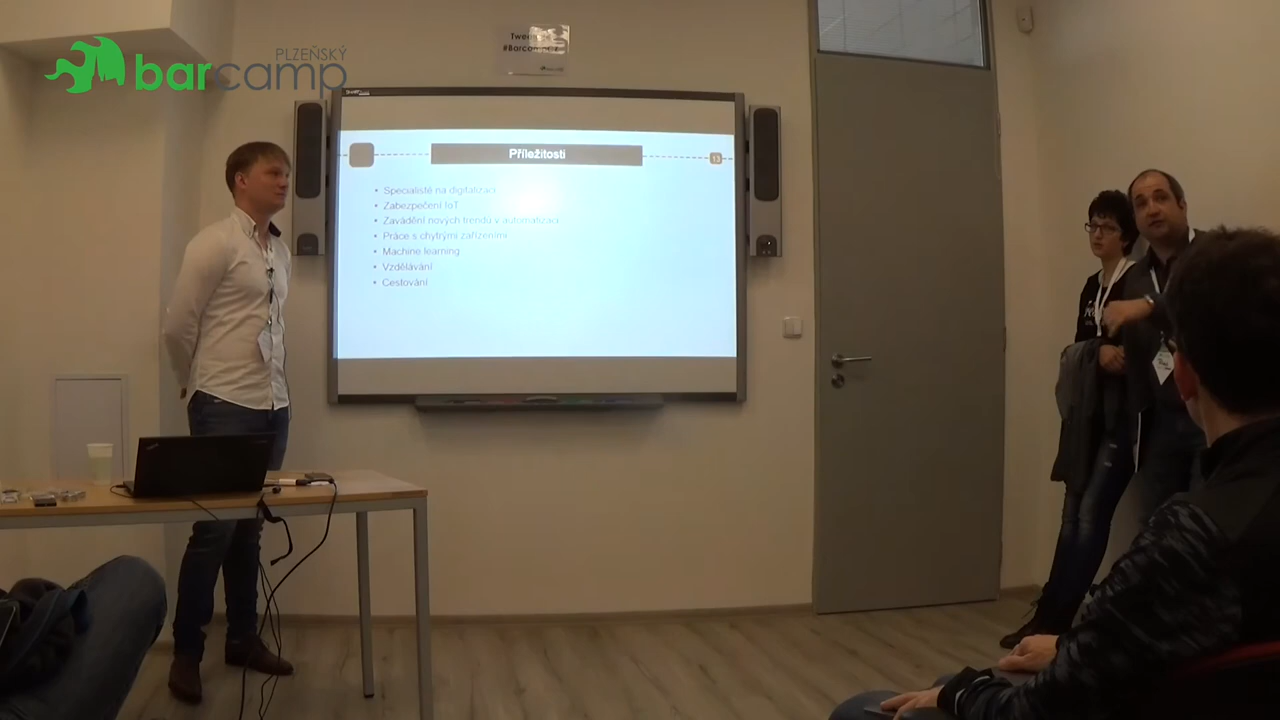 PLZEŇSKÝ
barcamp
Příležitosti
13
• Specialisté na digitalizaci
• Zabezpečení IoT
• Zavádění nových trendů v automatizaci
• Práce s chytrými zařízeními
• Machine learning
• Vzdělávání
• Cestování